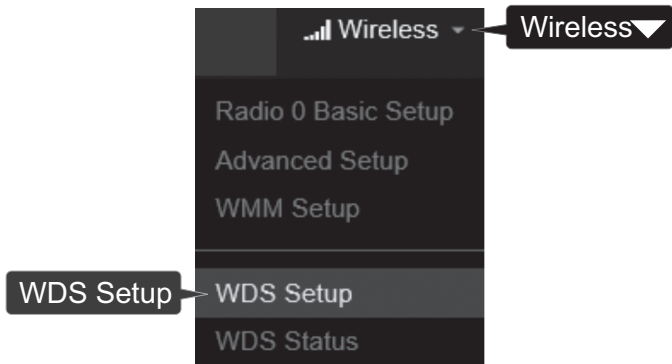 Wireless
Wireless
Radio 0 Basic Setup
Advanced Setup
WMM Setup
WDS Setup
WDS Setup
WDS Status